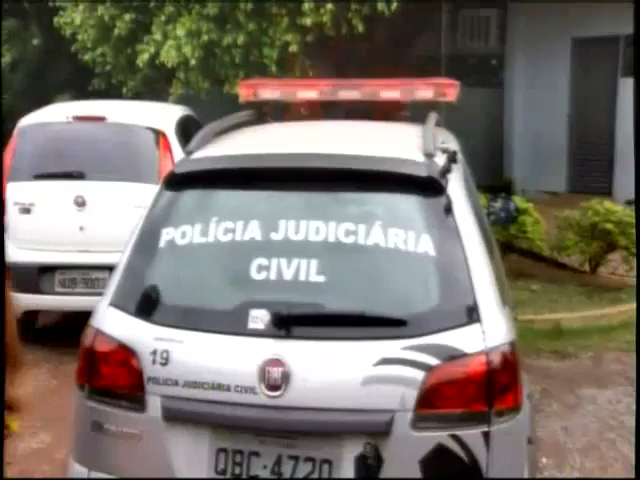 POLÍCIA JUDICIÁRIA
CIVIL
19
FIAT
POLÍCIA JUDICIÁRIA CIVIL
QBC-4720